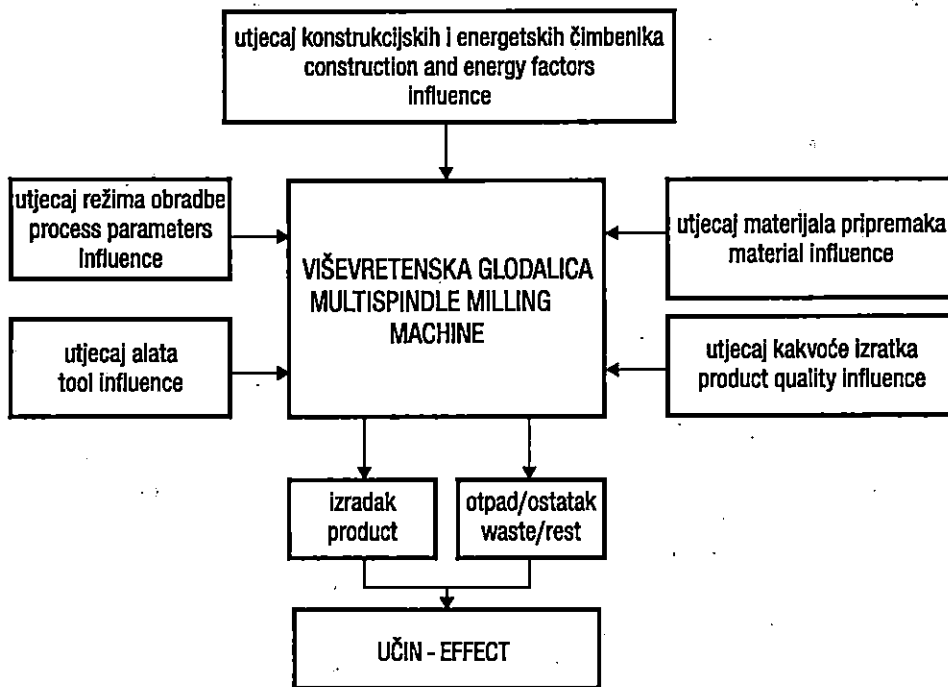 utjecaj konstrukcijskih i energetskih čimbenika
construction and energy factors
influence
utjecaj režima obradbe
process parameters
influence
utjecaj materijala pripremaka
material influence
VIŠEVRETENSKA GLODALICA
MULTISPINDLE MILLING
MACHINE
utjecaj alata
tool influence
utjecaj kakvoće izratka
product quality influence
izradak
product
otpad/ostatak
waste/rest
UČIN - EFFECT